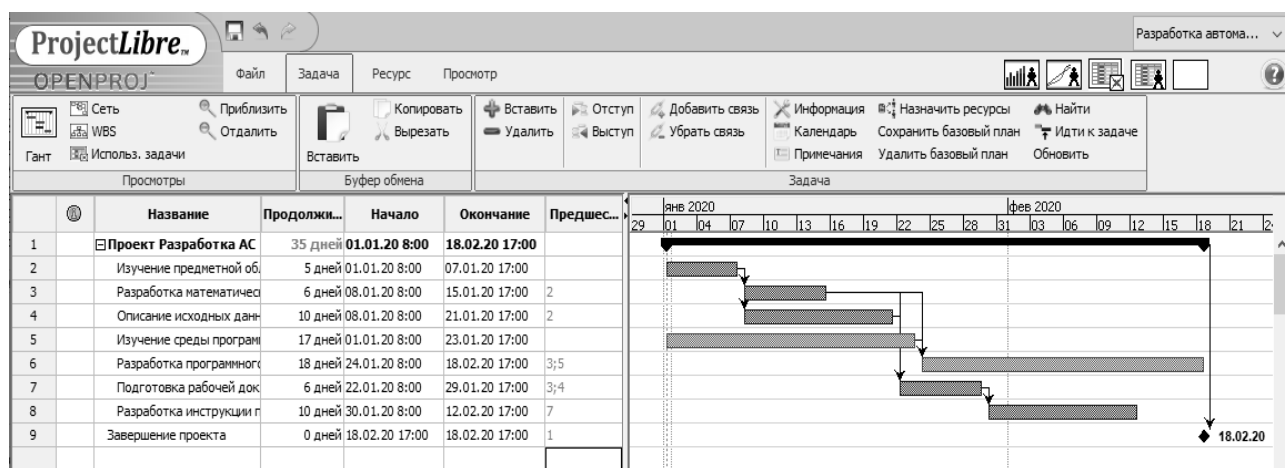 ProjectLibre™
OPENPROJ
Разработка автома...
Файл Задача Ресурс Просмотр
Сеть Приблизить Копировать Вставить Отступ Добавить связь Информация Назначить ресурсы Найти
WBS Отдалить Вырезать Удалить Выступ Убрать связь Календарь Сохранить базовый план Идти к задаче
Гант Использ. задачи Вставить Примечания Удалить базовый план Обновить
Просмотры Буфер обмена Задача
Название Продолжи... Начало Окончание Предшес...
янв 2020 фев 2020
29 01 04 07 10 13 16 19 22 25 28 31 03 06 09 12 15 18 21
1 Проект Разработка АС 35 дней 01.01.20 8:00 18.02.20 17:00
2 Изучение предметной об 5 дней 01.01.20 8:00 07.01.20 17:00
3 Разработка математичес 6 дней 08.01.20 8:00 15.01.20 17:00 2
4 Описание исходных данн 10 дней 08.01.20 8:00 21.01.20 17:00 2
5 Изучение среды програм 17 дней 01.01.20 8:00 23.01.20 17:00
6 Разработка программног 18 дней 24.01.20 8:00 18.02.20 17:00 3;5
7 Подготовка рабочей док 6 дней 22.01.20 8:00 29.01.20 17:00 3;4
8 Разработка инструкции п 10 дней 30.01.20 8:00 12.02.20 17:00 7
9 Завершение проекта 0 дней 18.02.20 17:00 18.02.20 17:00 1
18.02.20